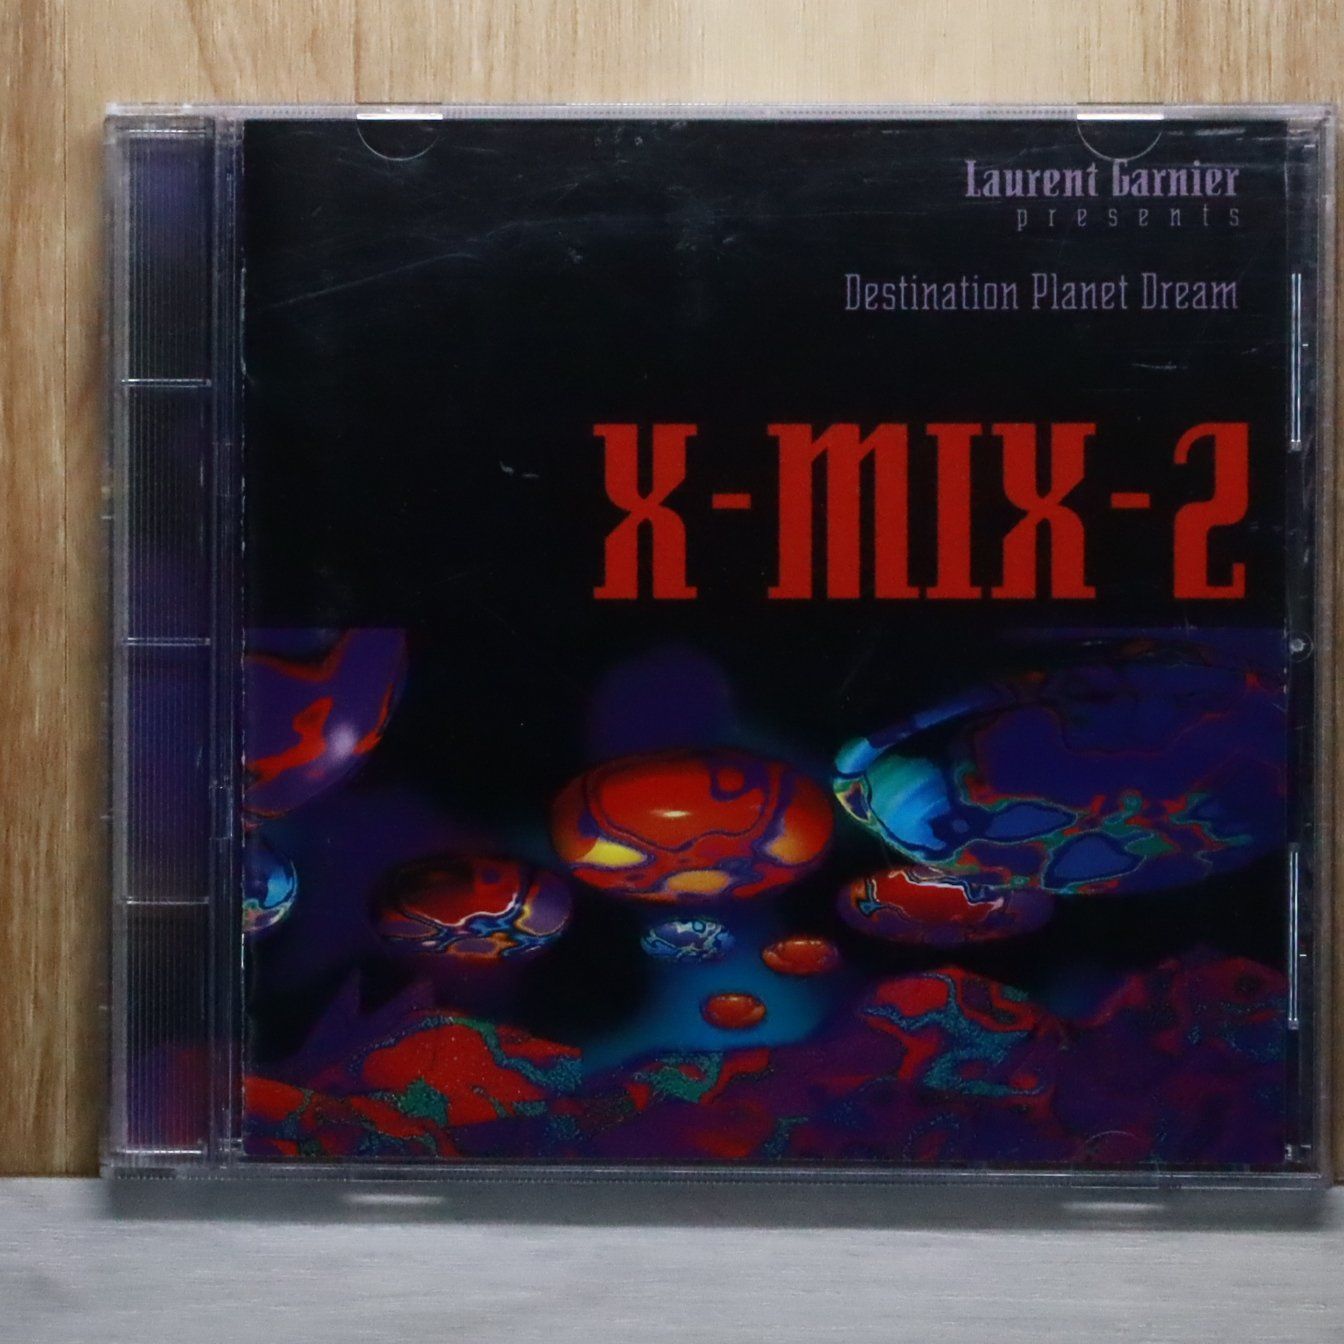 Laurent Garnier
presents
Destination Planet Dream
X-MIX-2